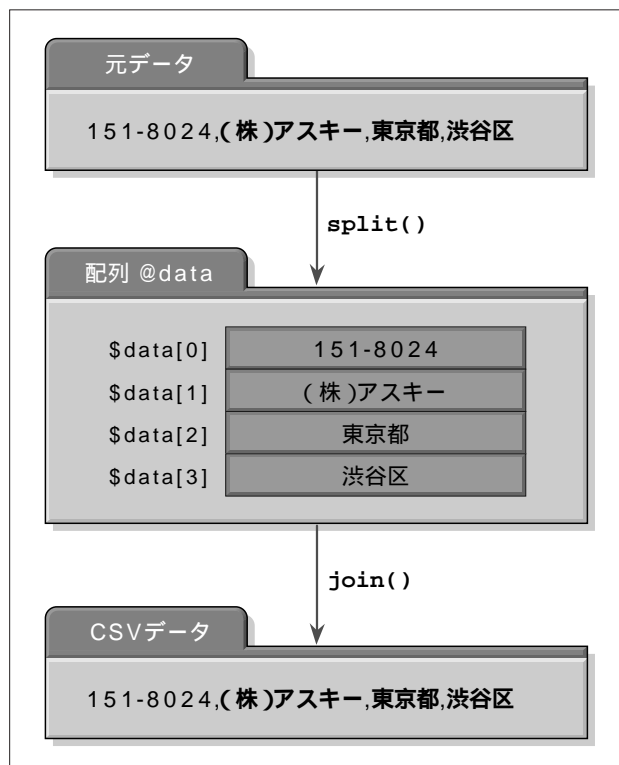 元データ
151-8024,(株)アスキー,東京都,渋谷区
split()
配列 @data
$data[0] 151-8024
$data[1] (株)アスキー
$data[2] 東京都
$data[3] 渋谷区
join()
CSVデータ
151-8024,(株)アスキー,東京都,渋谷区